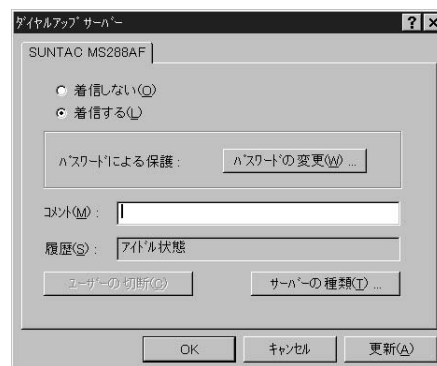 ﾀﾞｲﾔﾙｱｯﾌﾟ ｻｰﾊﾞｰ
SUNTAC MS288AF
着信しない(O)
着信する(L)
ﾊﾟｽﾜｰﾄﾞによる保護:
ﾊﾟｽﾜｰﾄﾞの変更(W) ...
ｺﾒﾝﾄ(M):
履歴(S):
ｱｲﾄﾞﾙ状態
ﾕｰｻﾞｰの切断(C)
ｻｰﾊﾞｰの種類(T) ...
OK
ｷｬﾝｾﾙ
更新(A)